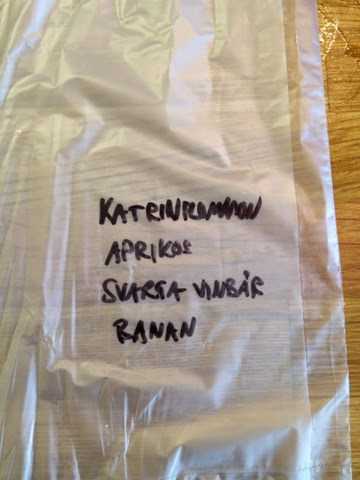 KATRINPLOMMON
APRIKOS
SVARTA VINBÄR
BANAN